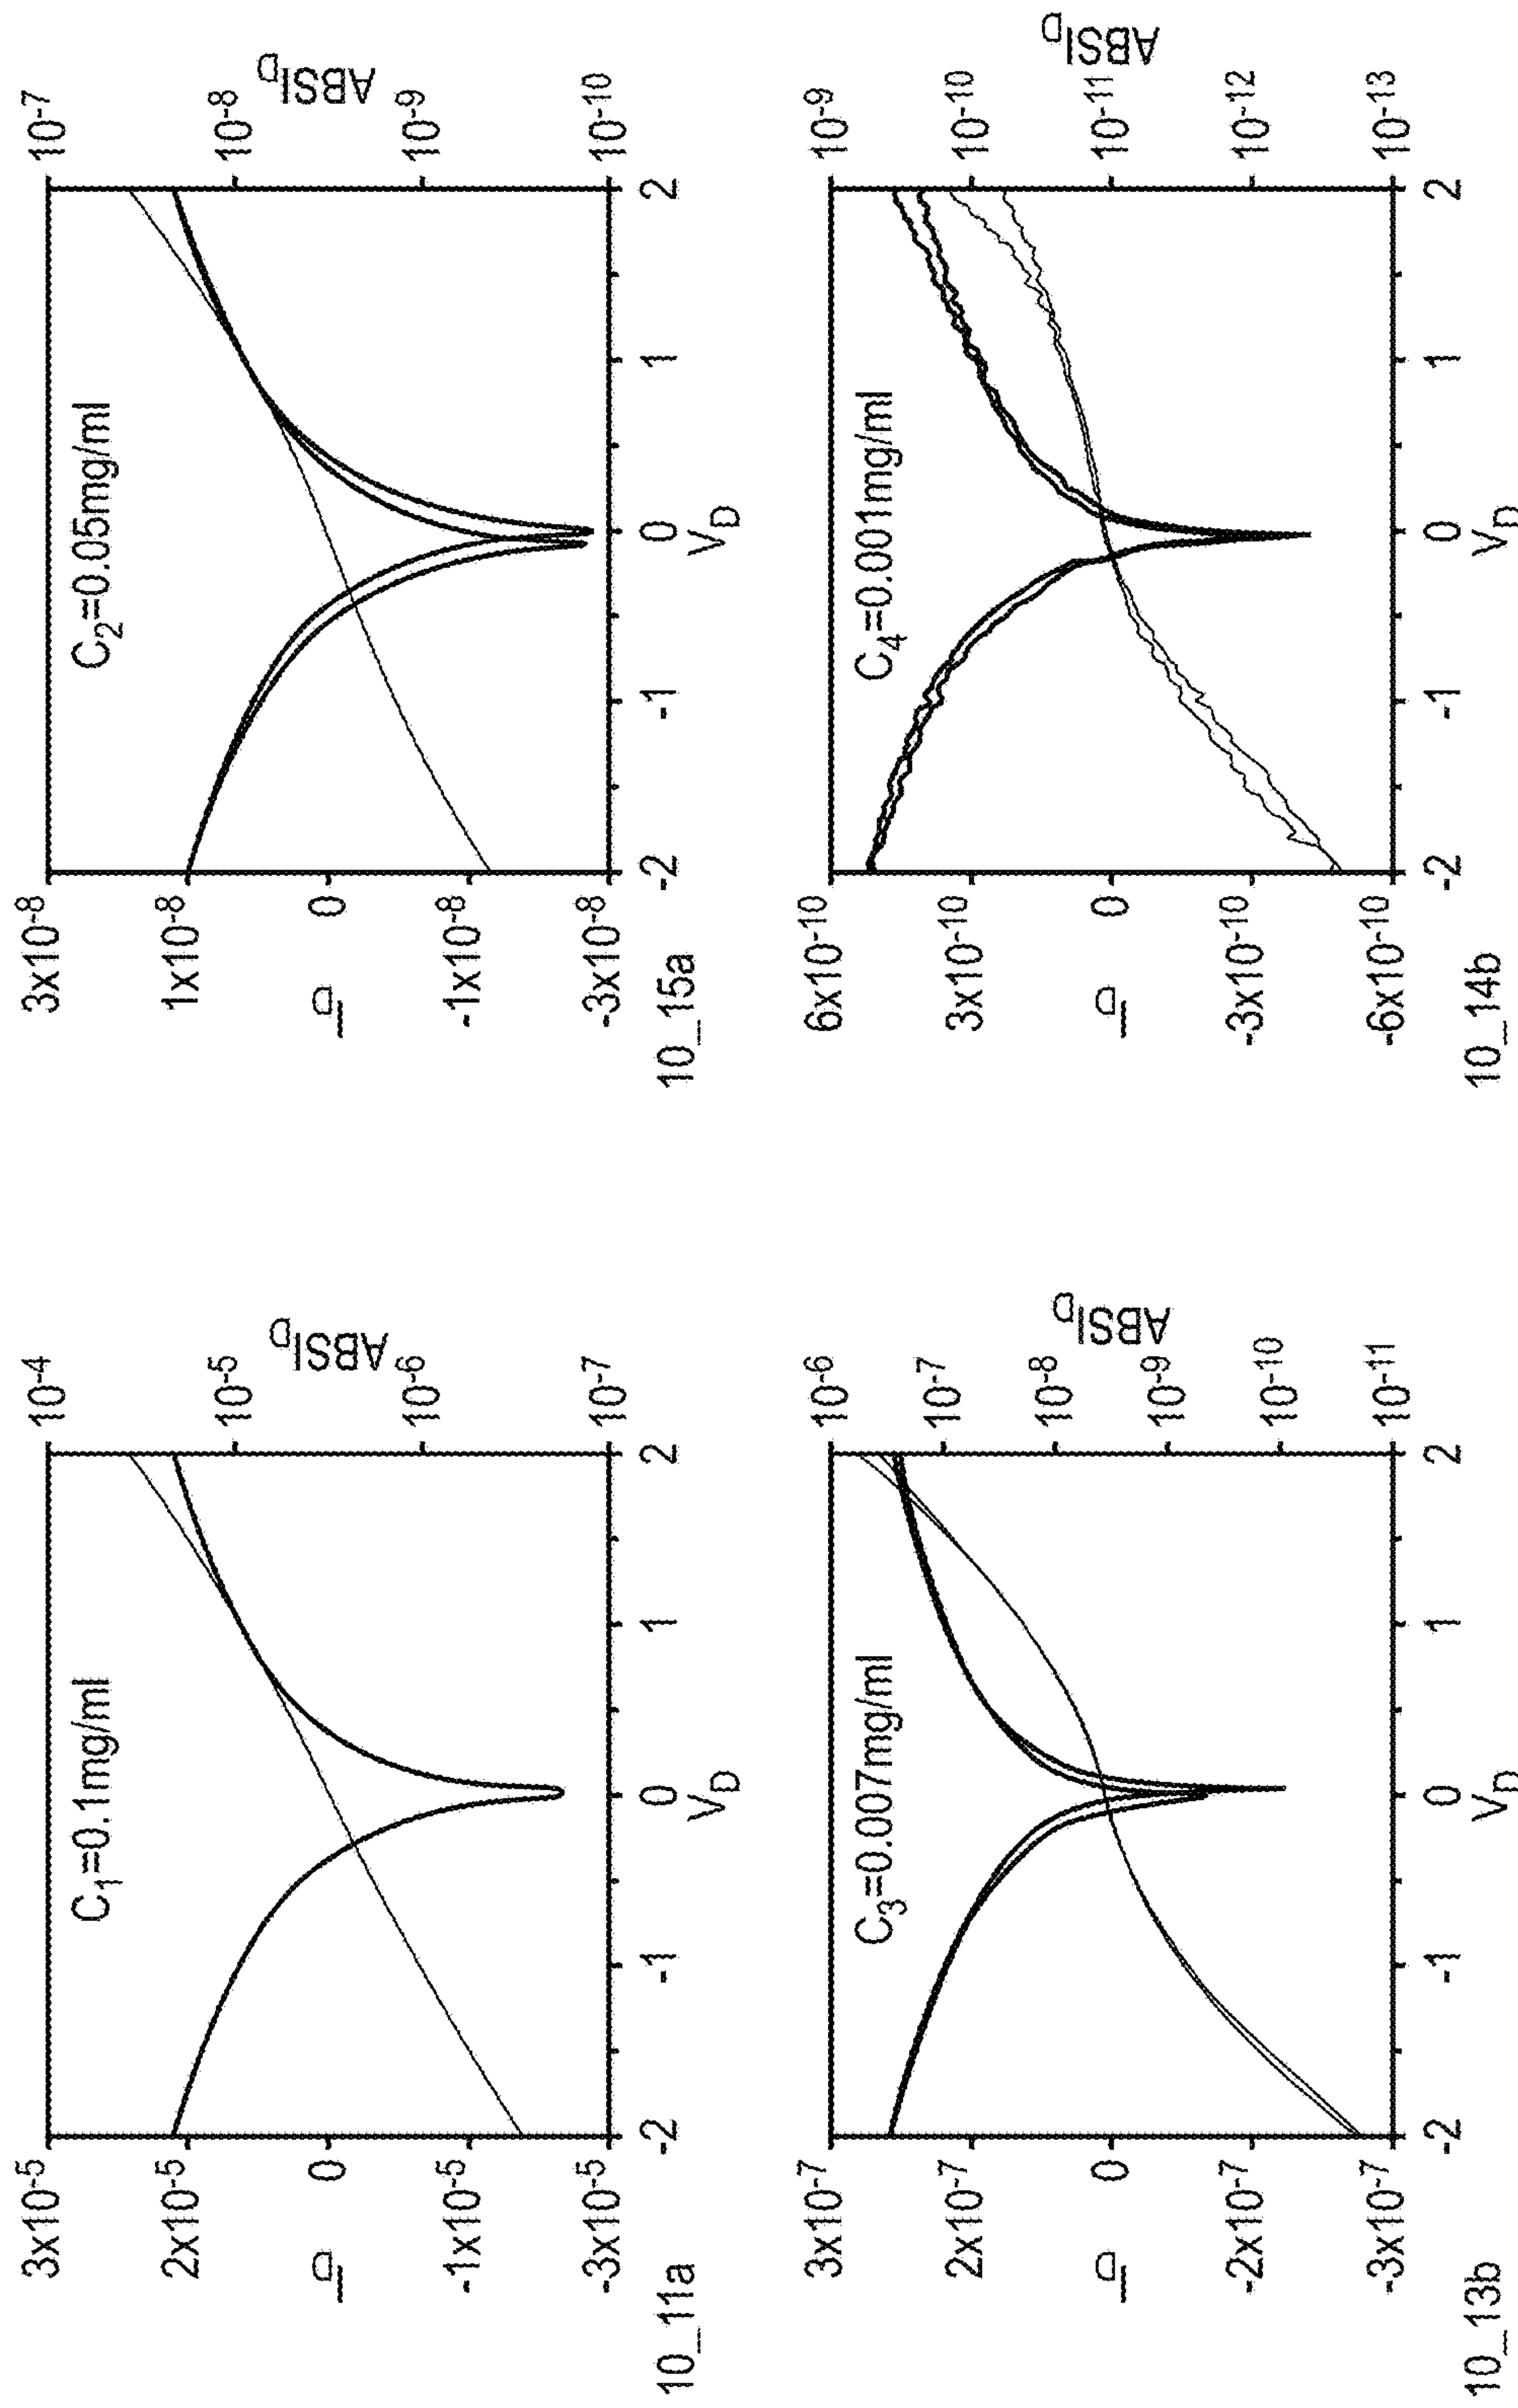 C1=0.1mg/ml
3x10-5
2x10-5
0
-1x10-5
-3x10-5
ID
10-4
10-5
10-6
10-7
ABSID
-2 -1 0 1 2
VD
10_11a
C2=0.05mg/ml
3x10-8
1x10-8
0
-1x10-8
-3x10-8
ID
10-7
10-8
10-9
10-10
ABSID
-2 -1 0 1 2
VD
10_15a
C3=0.007mg/ml
3x10-7
2x10-7
0
-2x10-7
-3x10-7
ID
10-6
10-7
10-8
10-9
10-10
10-11
ABSID
-2 -1 0 1 2
VD
10_13b
C4=0.001mg/ml
6x10-10
3x10-10
0
-3x10-10
-6x10-10
ID
10-9
10-10
10-11
10-12
10-13
ABSID
-2 -1 0 1 2
VD
10_14b